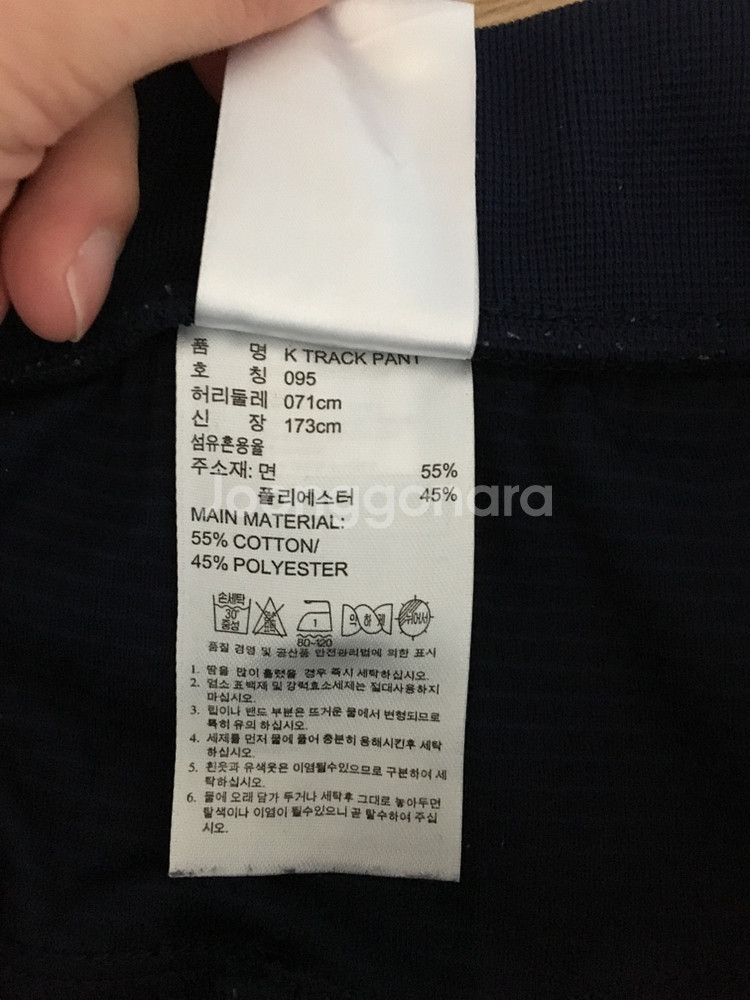 품 명 K TRACK PANT
호 칭 095
허리둘레 071cm
신 장 173cm
섬유혼용율
주소재: 면 55%
폴리에스터 45%
Joonggonara
MAIN MATERIAL:
55% COTTON/
45% POLYESTER
손세탁
30°
중성
1
80~120
약하게
뉘어서
품질 경영 및 공산품 안전관리법에 의한 표시
1. 땀을 많이 흘렸을 경우 즉시 세탁하십시오.
2. 염소 표백제 및 강력효소세제는 절대사용하지
마십시오.
3. 립이나 밴드 부분은 뜨거운 물에서 변형되므로
특히 유의 하십시오.
4. 세제를 먼저 물에 풀어 충분히 용해시킨후 세탁
하십시오.
5. 흰옷과 유색옷은 이염될수있으므로 구분하여 세
탁하십시오.
6. 물에 오래 담가 두거나 세탁후 그대로 놓아두면
탈색이나 이염이 될수있으니 곧 탈수하여 주십
시오.